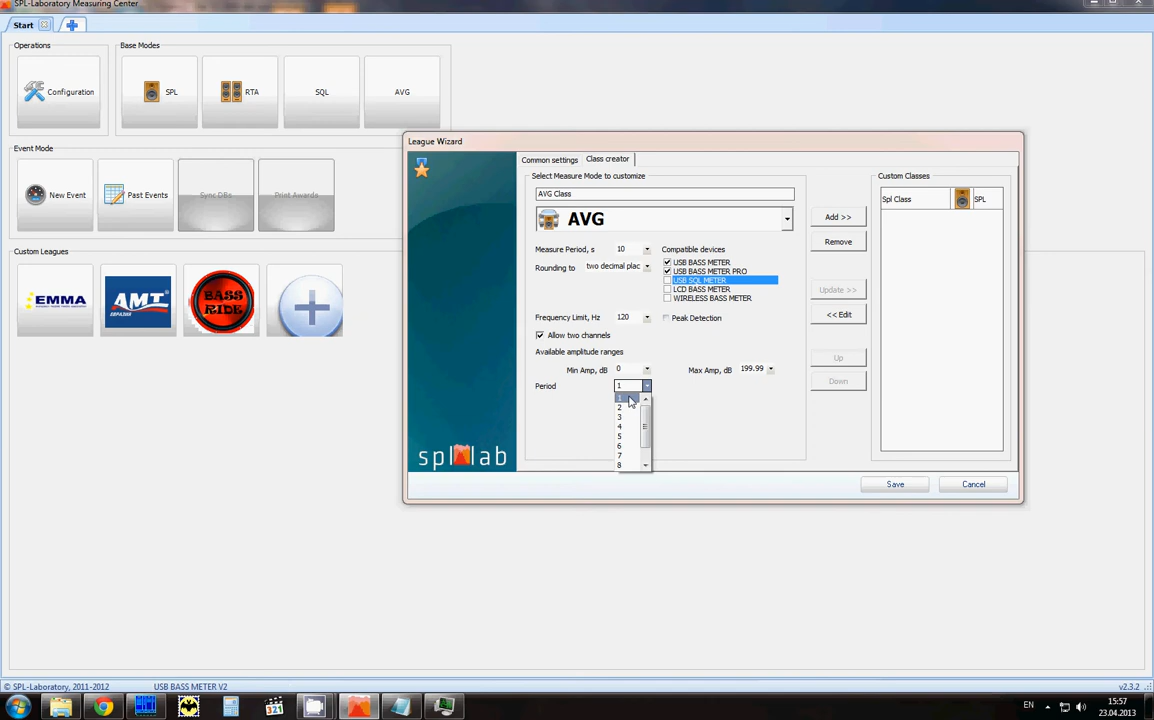 SPL-Laboratory Measuring Center
Start
Operations
Base Modes
Configuration
SPL
RTA
SQL
AVG
Event Mode
New Event
Past Events
Sync DBs
Print Awards
Custom Leagues
EMMA
AMT
ЕВРАЗИЯ
BASS
RIDE
League Wizard
Common settings
Class creator
Select Measure Mode to customize
AVG Class
AVG
Measure Period, s
10
Compatible devices
Rounding to
two decimal plac
USB BASS METER
USB BASS METER PRO
USB SQL METER
LCD BASS METER
WIRELESS BASS METER
Frequency Limit, Hz
120
Peak Detection
Allow two channels
Available amplitude ranges
Min Amp, dB
0
Max Amp, dB
199.99
Period
1
1
2
3
4
5
6
7
8
Add >>
Remove
Update >>
<< Edit
Up
Down
Custom Classes
Spl Class
SPL
spl lab
Save
Cancel
© SPL-Laboratory, 2011-2012
USB BASS METER V2
v2.3.2
321
EN
15:57
23.04.2013